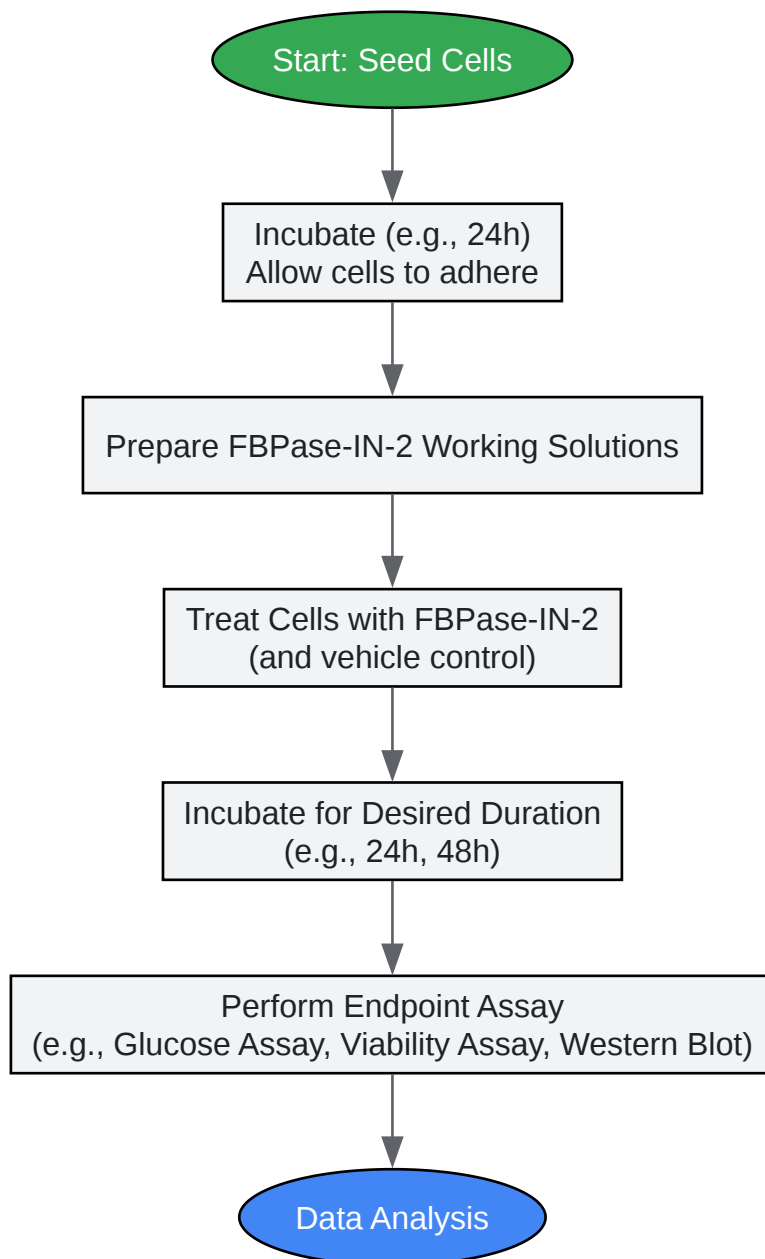 Start: Seed Cells
Incubate (e.g., 24h)
Allow cells to adhere
Prepare FBPase-IN-2 Working Solutions
Treat Cells with FBPase-IN-2
(and vehicle control)
Incubate for Desired Duration
(e.g., 24h, 48h)
Perform Endpoint Assay
(e.g., Glucose Assay, Viability Assay, Western Blot)
Data Analysis